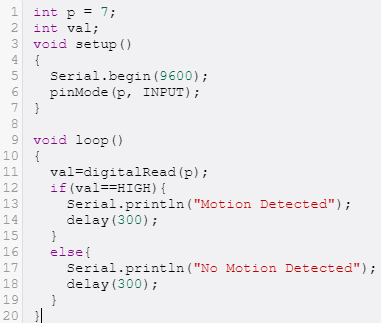 1 int p = 7;
2 int val;
3 void setup()
4 {
5   Serial.begin(9600);
6   pinMode(p, INPUT);
7 }
8
9 void loop()
10 {
11   val=digitalRead(p);
12   if(val==HIGH){
13     Serial.println("Motion Detected");
14     delay(300);
15   }
16   else{
17     Serial.println("No Motion Detected");
18     delay(300);
19   }
20 }